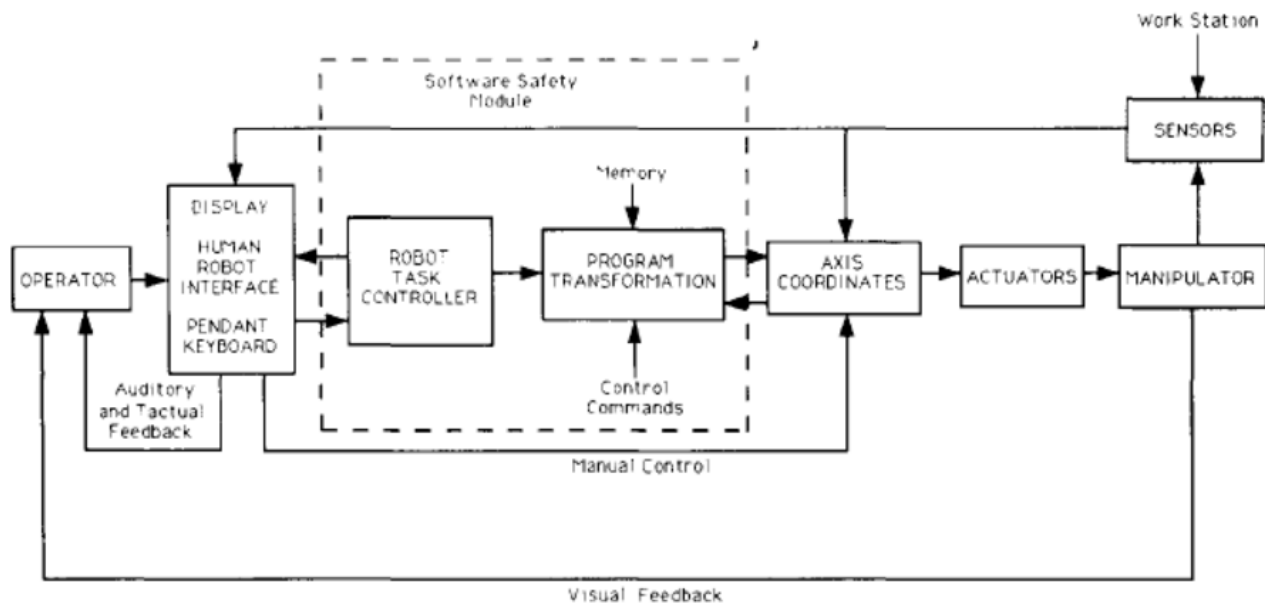 Work Station
Software Safety
Module
SENSORS
Memory
DISPLAY
HUMAN
ROBOT
INTERFACE
PENDANT
KEYBOARD
OPERATOR
ROBOT
TASK
CONTROLLER
PROGRAM
TRANSFORMATION
AXIS
COORDINATES
ACTUATORS
MANIPULATOR
Auditory
and Tactual
Feedback
Control
Commands
Manual Control
Visual Feedback